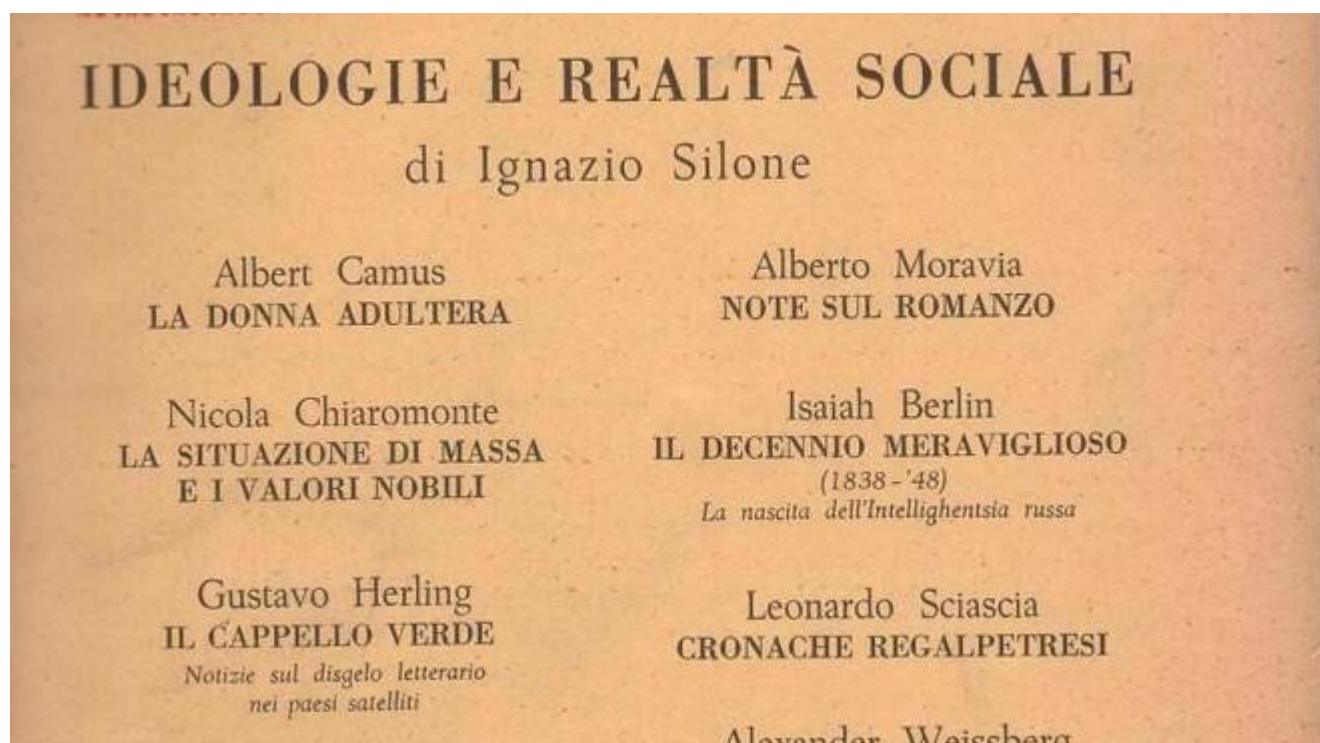 IDEOLOGIE E REALTÀ SOCIALE
di Ignazio Silone
Albert Camus
LA DONNA ADULTERA
Nicola Chiaromonte
LA SITUAZIONE DI MASSA
E I VALORI NOBILI
Gustavo Herling
IL CAPPELLO VERDE
Notizie sul disgelo letterario
nei paesi satelliti
Alberto Moravia
NOTE SUL ROMANZO
Isaiah Berlin
IL DECENNIO MERAVIGLIOSO
(1838-'48)
La nascita dell'Intellighentsia russa
Leonardo Sciascia
CRONACHE REGALPETRESI
Alexander Weissberg